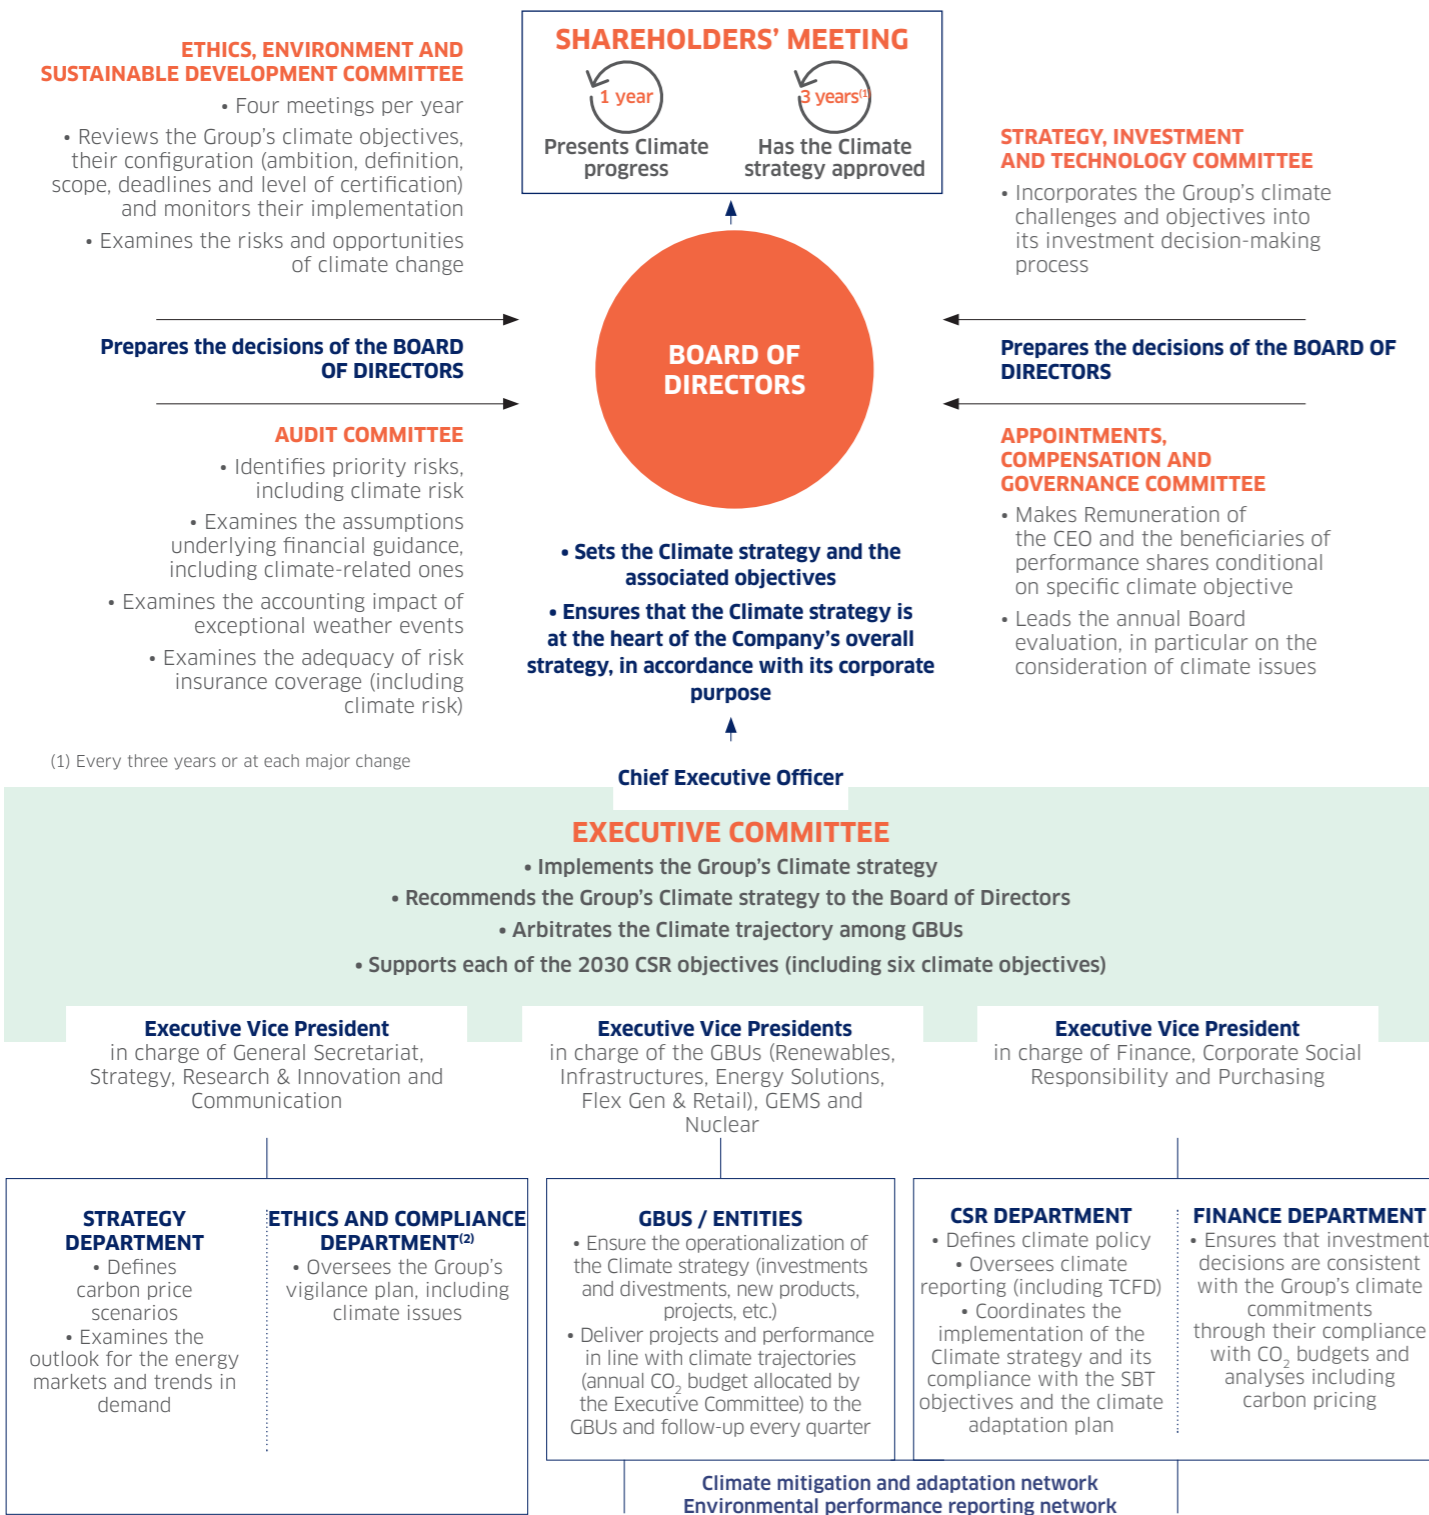 SHAREHOLDERS' MEETING
1 year
Presents Climate
progress
3 years(1)
Has the Climate
strategy approved
ETHICS, ENVIRONMENT AND
SUSTAINABLE DEVELOPMENT COMMITTEE
• Four meetings per year
• Reviews the Group's climate objectives,
their configuration (ambition, definition,
scope, deadlines and level of certification)
and monitors their implementation
• Examines the risks and opportunities
of climate change
Prepares the decisions of the BOARD
OF DIRECTORS
AUDIT COMMITTEE
• Identifies priority risks,
including climate risk
• Examines the assumptions
underlying financial guidance,
including climate-related ones
• Examines the accounting impact of
exceptional weather events
• Examines the adequacy of risk
insurance coverage (including
climate risk)
(1) Every three years or at each major change
STRATEGY, INVESTMENT
AND TECHNOLOGY COMMITTEE
• Incorporates the Group's climate
challenges and objectives into
its investment decision-making
process
Prepares the decisions of the BOARD OF
DIRECTORS
APPOINTMENTS,
COMPENSATION AND
GOVERNANCE COMMITTEE
• Makes Remuneration of
the CEO and the beneficiaries of
performance shares conditional
on specific climate objective
• Leads the annual Board
evaluation, in particular on the
consideration of climate issues
BOARD OF
DIRECTORS
• Sets the Climate strategy and the
associated objectives
• Ensures that the Climate strategy is
at the heart of the Company's overall
strategy, in accordance with its corporate
purpose
Chief Executive Officer
EXECUTIVE COMMITTEE
• Implements the Group's Climate strategy
• Recommends the Group's Climate strategy to the Board of Directors
• Arbitrates the Climate trajectory among GBUs
• Supports each of the 2030 CSR objectives (including six climate objectives)
Executive Vice President
in charge of General Secretariat,
Strategy, Research & Innovation and
Communication
Executive Vice Presidents
in charge of the GBUs (Renewables,
Infrastructures, Energy Solutions,
Flex Gen & Retail), GEMS and
Nuclear
Executive Vice President
in charge of Finance, Corporate Social
Responsibility and Purchasing
STRATEGY
DEPARTMENT
• Defines
carbon price
scenarios
• Examines the
outlook for the energy
markets and trends in
demand
ETHICS AND COMPLIANCE
DEPARTMENT(2)
• Oversees the Group's
vigilance plan, including
climate issues
GBUS / ENTITIES
• Ensure the operationalization of
the Climate strategy (investments
and divestments, new products,
projects, etc.)
• Deliver projects and performance
in line with climate trajectories
(annual CO2 budget allocated by
the Executive Committee) to the
GBUs and follow-up every quarter
CSR DEPARTMENT
• Defines climate policy
• Oversees climate
reporting (including TCFD)
• Coordinates the
implementation of the
Climate strategy and its
compliance with the SBT
objectives and the climate
adaptation plan
FINANCE DEPARTMENT
• Ensures that investment
decisions are consistent
with the Group's climate
commitments
through their compliance
with CO2 budgets and
analyses including
carbon pricing
Climate mitigation and adaptation network
Environmental performance reporting network